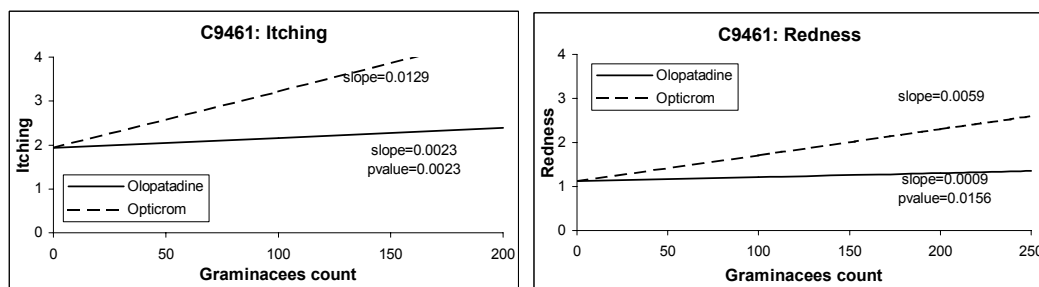 C9461: Itching
4
3
2
1
0
Itching
slope=0.0129
slope=0.0023
pvalue=0.0023
Olopatadine
Opticrom
0 50 100 150 200
Graminacees count
C9461: Redness
4
3
2
1
0
Redness
Olopatadine
Opticrom
slope=0.0059
slope=0.0009
pvalue=0.0156
0 50 100 150 200 250
Graminacees count